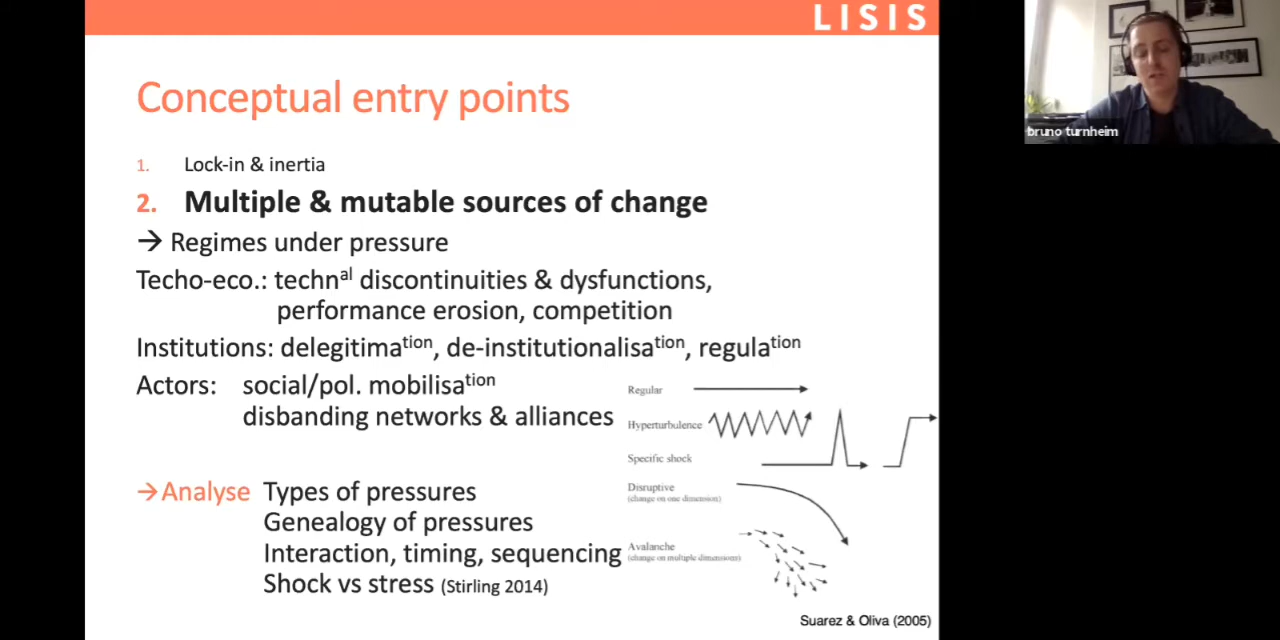 LISIS
Conceptual entry points
1. Lock-in & inertia
2. Multiple & mutable sources of change
→ Regimes under pressure
Techo-eco.: technal discontinuities & dysfunctions,
performance erosion, competition
Institutions: delegitimation, de-institutionalisation, regulation
Actors: social/pol. mobilisation
disbanding networks & alliances
→Analyse Types of pressures
Genealogy of pressures
Interaction, timing, sequencing
Shock vs stress (Stirling 2014)
Regular
Hyperturbulence
Specific shock
Disruptive
(change on one dimension)
Avalanche
(change on multiple dimensions)
Suarez & Oliva (2005)
bruno turnheim